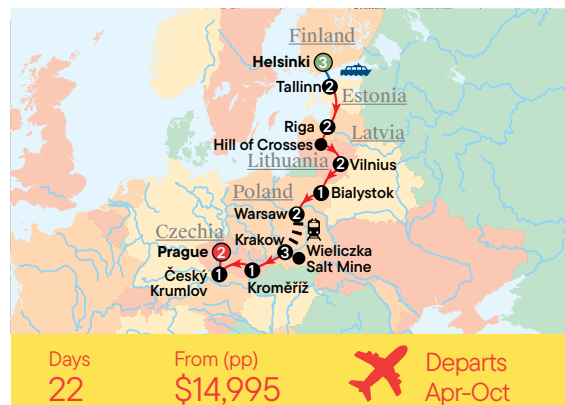 Finland
Helsinki 3
Tallinn 2
Estonia
Riga 2
Latvia
Hill of Crosses
Lithuania
2 Vilnius
Poland
1 Bialystok
Warsaw 2
Czechia
Krakow 3
Prague 2
Wieliczka
Salt Mine
Český
Krumlov 1
1
Kroměříž
Days
22
From (pp)
$14,995
Departs
Apr-Oct